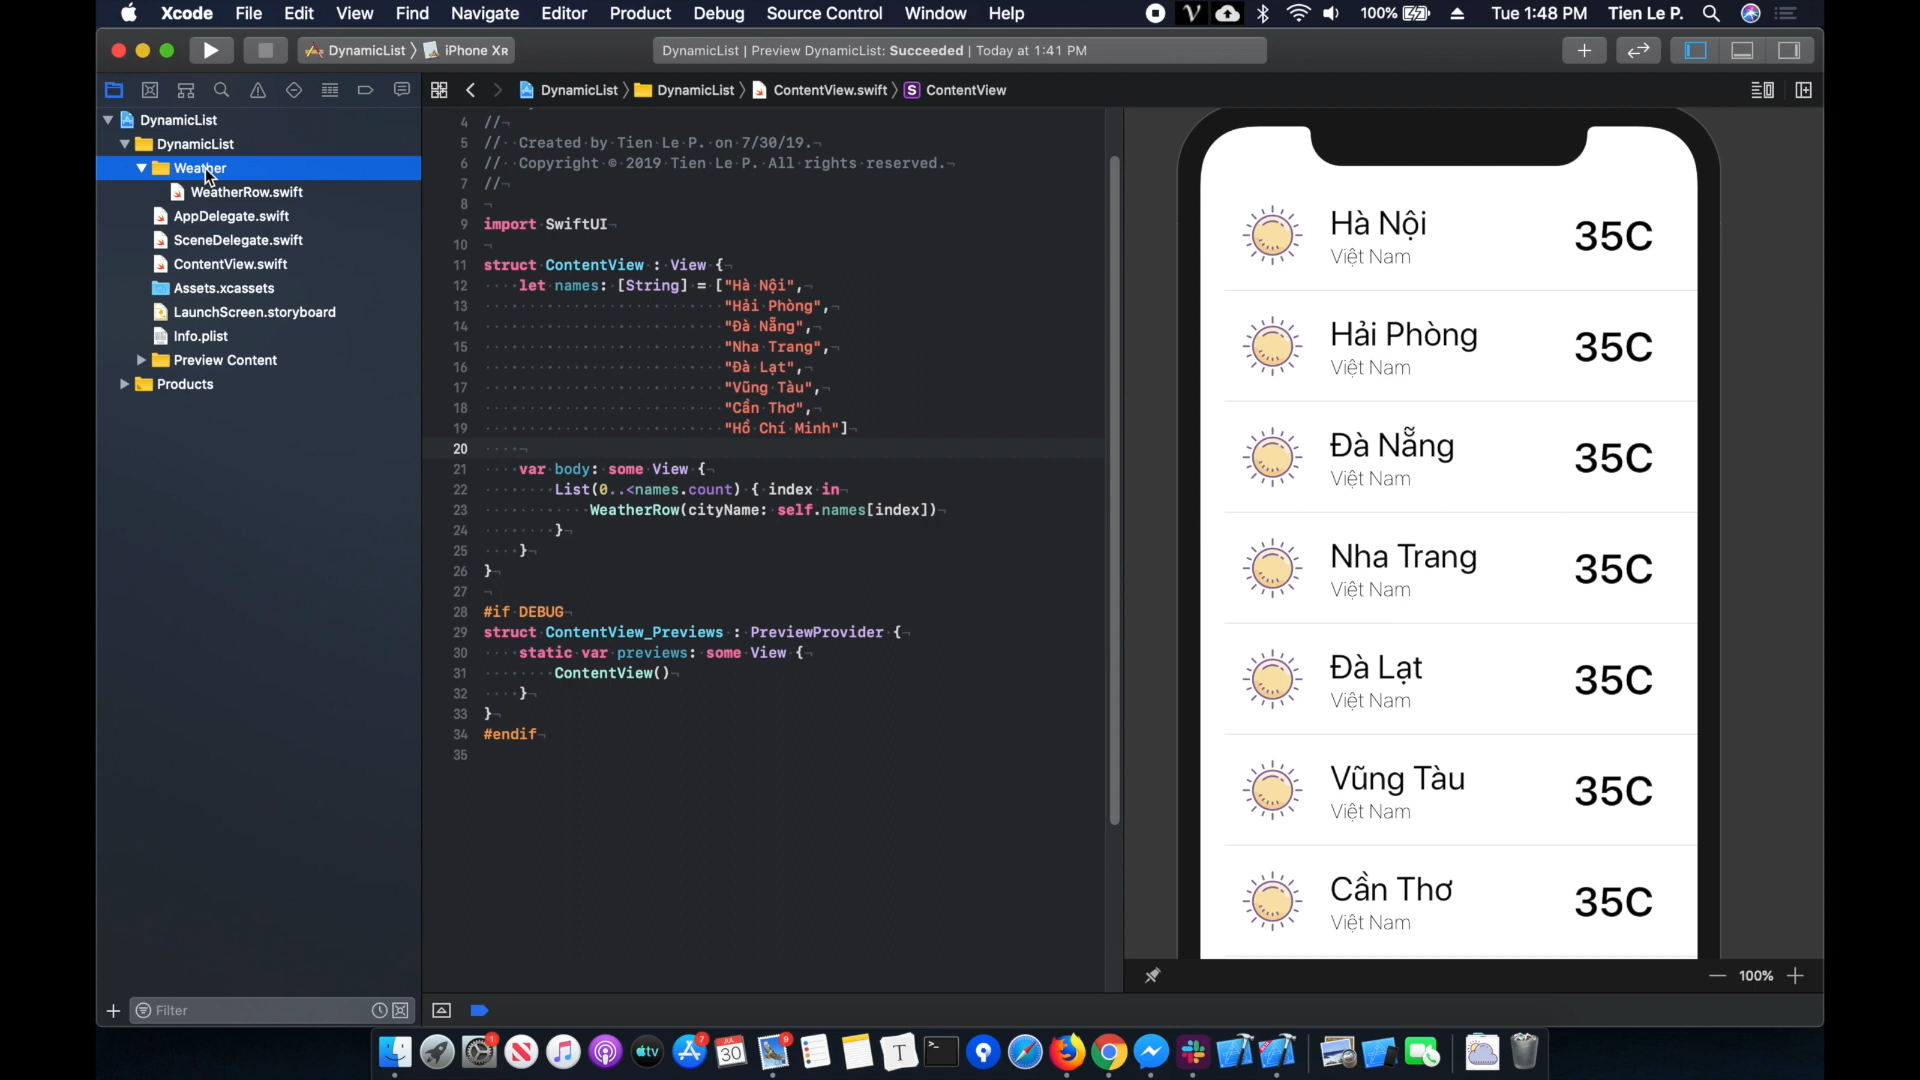 Xcode File Edit View Find Navigate Editor Product Debug Source Control Window Help 100% Tue 1:48 PM Tien Le P.
DynamicList iPhone XR DynamicList | Preview DynamicList: Succeeded | Today at 1:41 PM
DynamicList DynamicList ContentView.swift S ContentView
DynamicList
DynamicList
Weather
WeatherRow.swift
AppDelegate.swift
SceneDelegate.swift
ContentView.swift
Assets.xcassets
LaunchScreen.storyboard
Info.plist
Preview Content
Products
Filter
4 //
5 // Created by Tien Le P. on 7/30/19.
6 // Copyright © 2019 Tien Le P. All rights reserved.
7 //
8
9 import SwiftUI
10
11 struct ContentView : View {
12 let names: [String] = ["Hà Nội",
13 "Hải Phòng",
14 "Đà Nẵng",
15 "Nha Trang",
16 "Đà Lạt",
17 "Vũng Tàu",
18 "Cần Thơ",
19 "Hồ Chí Minh"]
20
21 var body: some View {
22 List(0..<names.count) { index in
23 WeatherRow(cityName: self.names[index])
24 }
25 }
26 }
27
28 #if DEBUG
29 struct ContentView_Previews : PreviewProvider {
30 static var previews: some View {
31 ContentView()
32 }
33 }
34 #endif
35
Hà Nội 35C
Việt Nam
Hải Phòng 35C
Việt Nam
Đà Nẵng 35C
Việt Nam
Nha Trang 35C
Việt Nam
Đà Lạt 35C
Việt Nam
Vũng Tàu 35C
Việt Nam
Cần Thơ 35C
Việt Nam
100%
1 tv 7 JUL 30 9 T